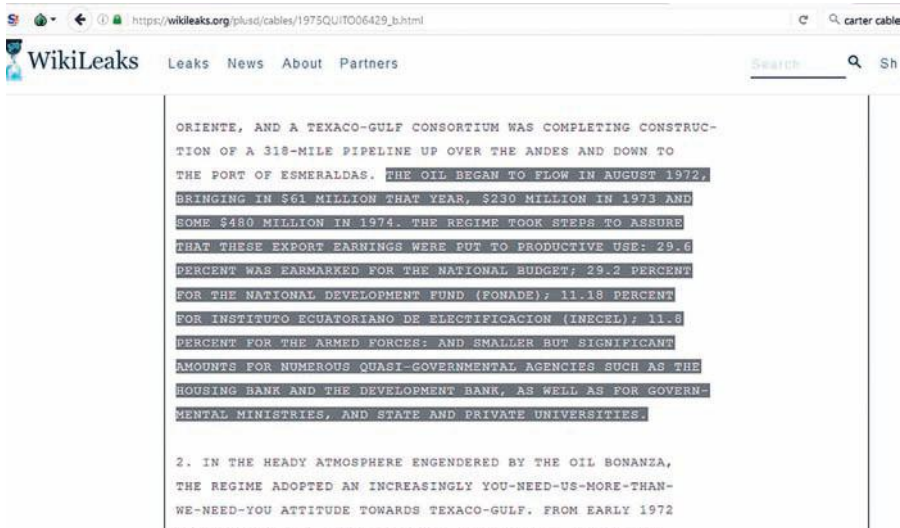 https://wikileaks.org/plusd/cables/1975QUITO06429_b.html
carter cable
WikiLeaks
Leaks News About Partners
Search
Sh
ORIENTE, AND A TEXACO-GULF CONSORTIUM WAS COMPLETING CONSTRUC-
TION OF A 318-MILE PIPELINE UP OVER THE ANDES AND DOWN TO
THE PORT OF ESMERALDAS. THE OIL BEGAN TO FLOW IN AUGUST 1972,
BRINGING IN $61 MILLION THAT YEAR, $230 MILLION IN 1973 AND
SOME $480 MILLION IN 1974. THE REGIME TOOK STEPS TO ASSURE
THAT THESE EXPORT EARNINGS WERE PUT TO PRODUCTIVE USE: 29.6
PERCENT WAS EARMARKED FOR THE NATIONAL BUDGET; 29.2 PERCENT
FOR THE NATIONAL DEVELOPMENT FUND (FONADE); 11.18 PERCENT
FOR INSTITUTO ECUATORIANO DE ELECTIFICACION (INECEL); 11.8
PERCENT FOR THE ARMED FORCES: AND SMALLER BUT SIGNIFICANT
AMOUNTS FOR NUMEROUS QUASI-GOVERNMENTAL AGENCIES SUCH AS THE
HOUSING BANK AND THE DEVELOPMENT BANK, AS WELL AS FOR GOVERN-
MENTAL MINISTRIES, AND STATE AND PRIVATE UNIVERSITIES.
2. IN THE HEADY ATMOSPHERE ENGENDERED BY THE OIL BONANZA,
THE REGIME ADOPTED AN INCREASINGLY YOU-NEED-US-MORE-THAN-
WE-NEED-YOU ATTITUDE TOWARDS TEXACO-GULF. FROM EARLY 1972